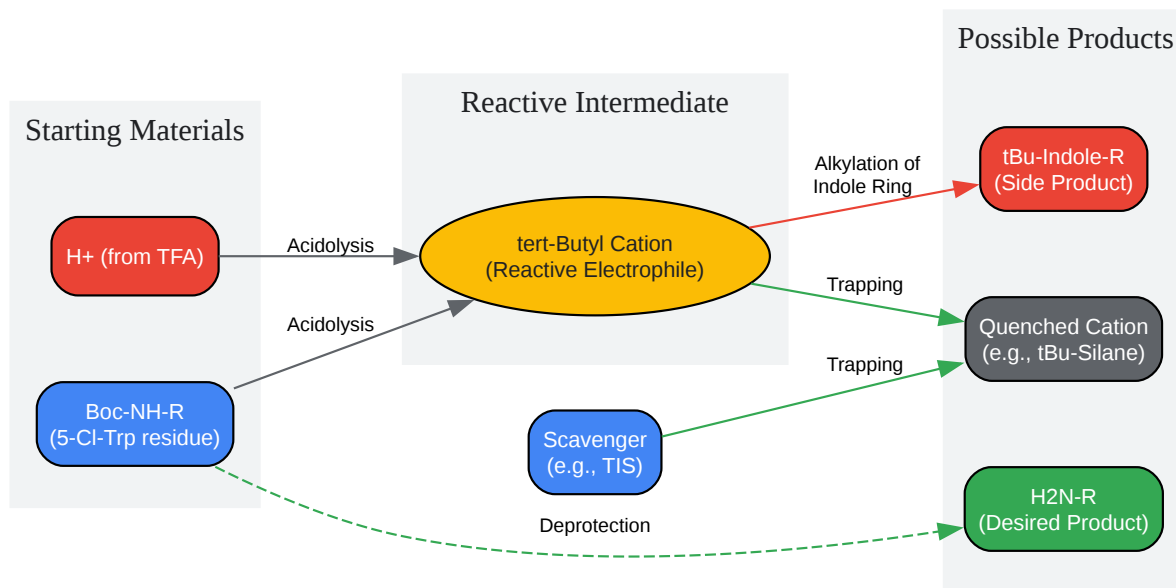 Possible Products
Reactive Intermediate
Starting Materials
Alkylation of
Indole Ring
tBu-Indole-R
(Side Product)
H+ (from TFA)
Acidolysis
tert-Butyl Cation
(Reactive Electrophile)
Trapping
Acidolysis
Quenched Cation
(e.g., tBu-Silane)
Trapping
Boc-NH-R
(5-Cl-Trp residue)
Scavenger
(e.g., TIS)
H2N-R
(Desired Product)
Deprotection